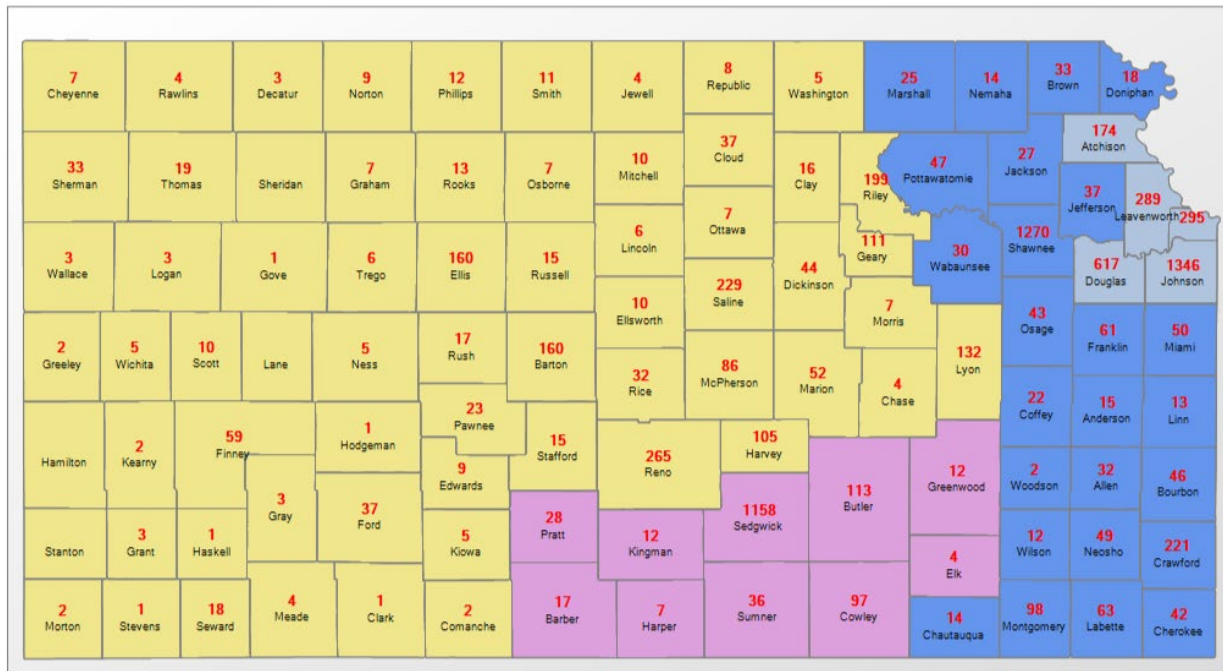 7
Cheyenne
4
Rawlins
3
Decatur
9
Norton
12
Phillips
11
Smith
4
Jewell
8
Republic
5
Washington
25
Marshall
14
Nemaha
33
Brown
18
Doniphan
174
Atchison
33
Sherman
19
Thomas
Sheridan
7
Graham
13
Rooks
7
Osborne
10
Mitchell
37
Cloud
16
Clay
199
Riley
47
Pottawatomie
27
Jackson
37
Jefferson
289
Leavenworth
295
3
Wallace
3
Logan
1
Gove
6
Trego
160
Ellis
15
Russell
6
Lincoln
7
Ottawa
111
Geary
30
Wabaunsee
1270
Shawnee
617
Douglas
1346
Johnson
10
Ellsworth
229
Saline
44
Dickinson
7
Morris
43
Osage
61
Franklin
50
Miami
2
Greeley
5
Wichita
10
Scott
Lane
5
Ness
17
Rush
160
Barton
32
Rice
86
McPherson
52
Marion
4
Chase
132
Lyon
22
Coffey
15
Anderson
13
Linn
Hamilton
2
Kearny
59
Finney
1
Hodgeman
23
Pawnee
15
Stafford
265
Reno
105
Harvey
113
Butler
12
Greenwood
2
Woodson
32
Allen
46
Bourbon
3
Gray
37
Ford
9
Edwards
Stanton
3
Grant
1
Haskell
5
Kiowa
28
Pratt
12
Kingman
1158
Sedgwick
4
Elk
12
Wilson
49
Neosho
221
Crawford
2
Morton
1
Stevens
18
Seward
4
Meade
1
Clark
2
Comanche
17
Barber
7
Harper
36
Sumner
97
Cowley
14
Chautauqua
98
Montgomery
63
Labette
42
Cherokee